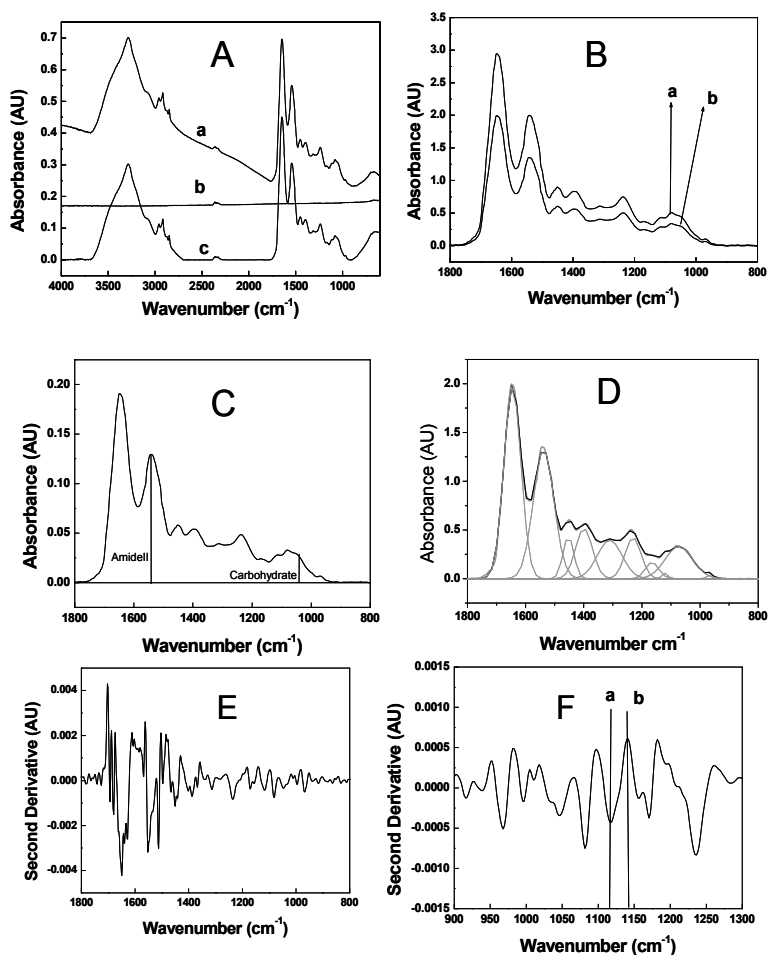 A
Absorbance (AU)
0.7
0.6
0.5
0.4
0.3
0.2
0.1
0.0
a
b
c
4000 3500 3000 2500 2000 1500 1000
Wavenumber (cm-1)
B
Absorbance (AU)
3.5
3.0
2.5
2.0
1.5
1.0
0.5
0.0
a
b
1800 1600 1400 1200 1000 800
Wavenumber (cm-1)
C
Absorbance (AU)
0.20
0.15
0.10
0.05
0.00
AmideII
Carbohydrate
1800 1600 1400 1200 1000 800
Wavenumber (cm-1)
D
Absorbance (AU)
2.0
1.5
1.0
0.5
0.0
1800 1600 1400 1200 1000 800
Wavenumber cm-1
E
Second Derivative (AU)
0.004
0.002
0.000
-0.002
-0.004
1800 1600 1400 1200 1000 800
Wavenumber (cm-1)
F
Second Derivative (AU)
0.0015
0.0010
0.0005
0.0000
-0.0005
-0.0010
-0.0015
a
b
900 950 1000 1050 1100 1150 1200 1250 1300
Wavenumber (cm-1)